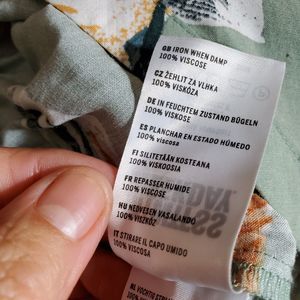 GB IRON WHEN DAMP
100% VISCOSE
CZ ŽEHLIT ZA VLHKA
100% VISKÓZA
DE IN FEUCHTEM ZUSTAND BÜGELN
100% VISKOSE
ES PLANCHAR EN ESTADO HÚMEDO
100% viscosa
FI SILITETÄÄN KOSTEANA
100% VISKOOSIA
FR REPASSER HUMIDE
100% VISCOSE
HU NEDVESEN VASALANDÓ
100% VISZKÓZ
IT STIRARE IL CAPO UMIDO
100% VISCOSA